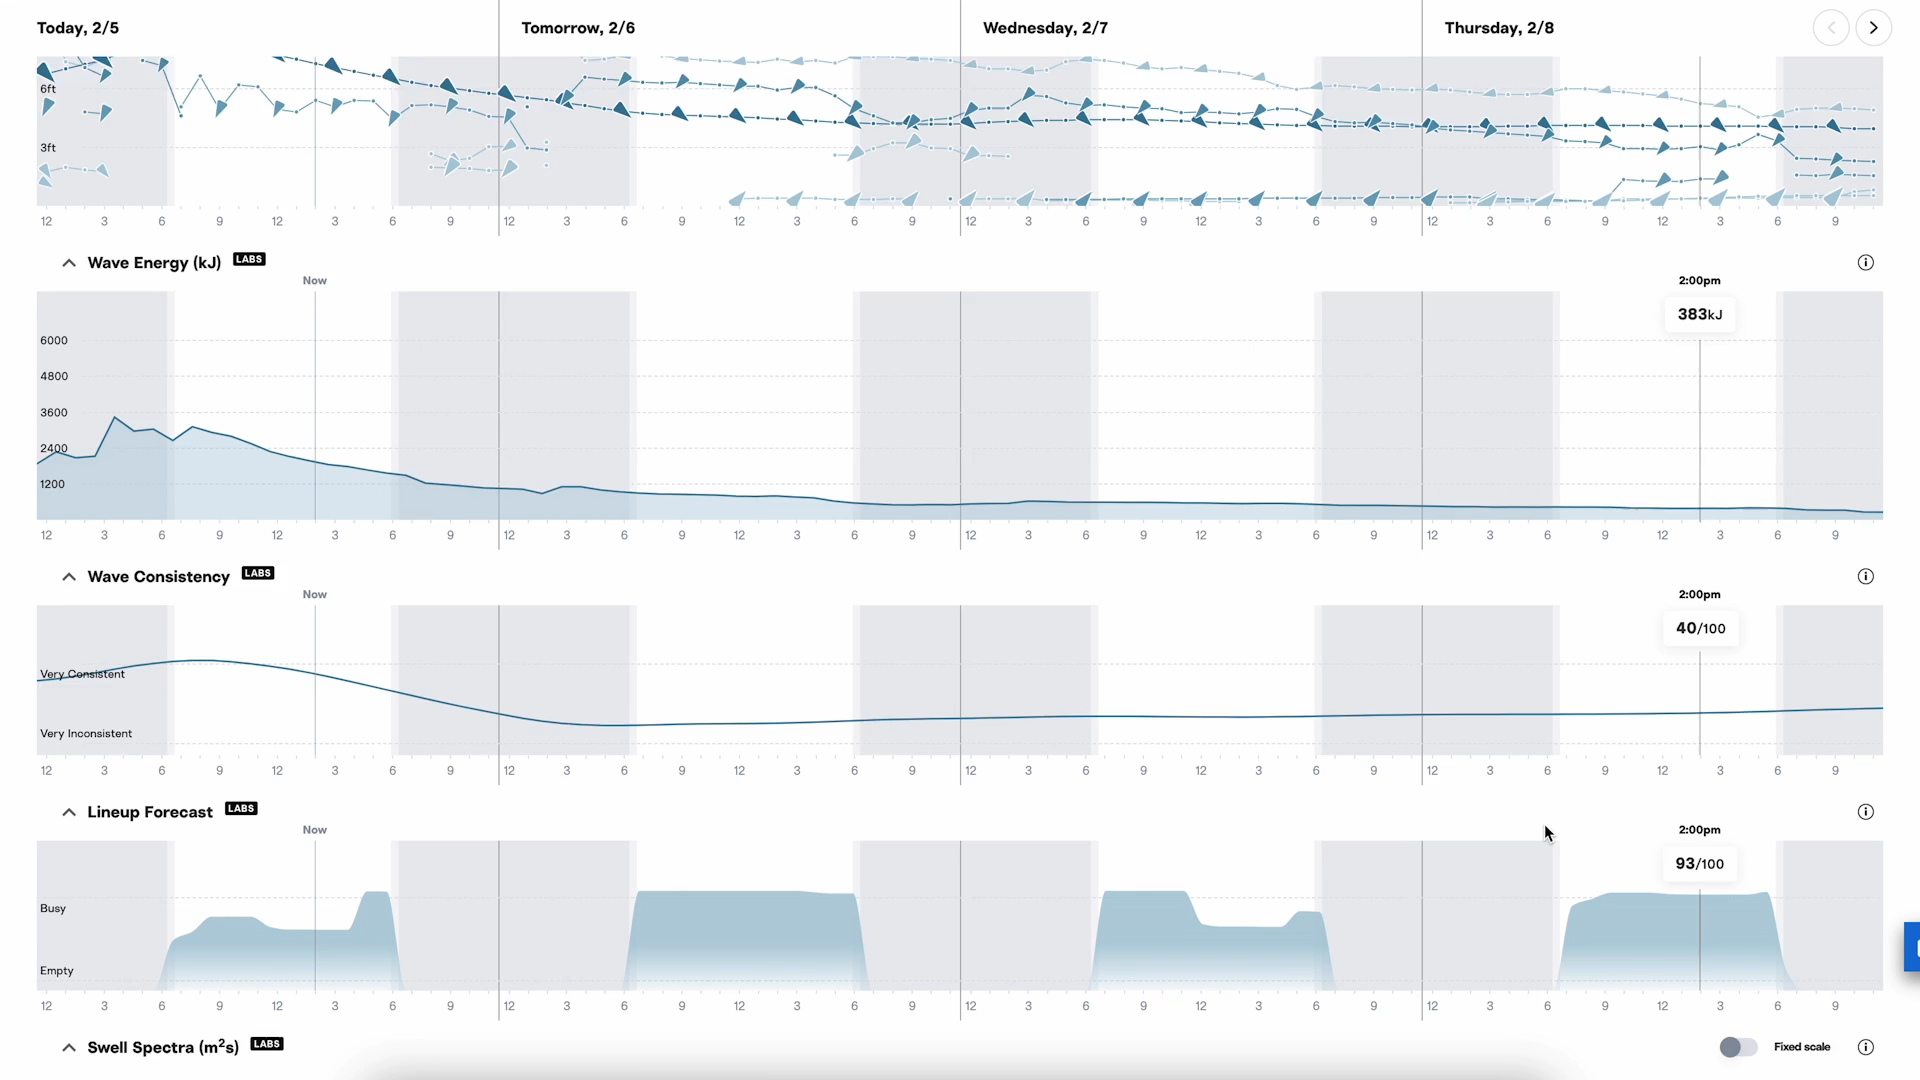 Today, 2/5 Tomorrow, 2/6 Wednesday, 2/7 Thursday, 2/8
6ft
3ft
12 3 6 9 12 3 6 9 12 3 6 9 12 3 6 9 12 3 6 9 12 3 6 9 12 3 6 9 12 3 6 9
Wave Energy (kJ) LABS
Now 2:00pm
383kJ
6000
4800
3600
2400
1200
12 3 6 9 12 3 6 9 12 3 6 9 12 3 6 9 12 3 6 9 12 3 6 9 12 3 6 9 12 3 6 9
Wave Consistency LABS
Now 2:00pm
40/100
Very Consistent
Very Inconsistent
12 3 6 9 12 3 6 9 12 3 6 9 12 3 6 9 12 3 6 9 12 3 6 9 12 3 6 9 12 3 6 9
Lineup Forecast LABS
Now 2:00pm
93/100
Busy
Empty
12 3 6 9 12 3 6 9 12 3 6 9 12 3 6 9 12 3 6 9 12 3 6 9 12 3 6 9 12 3 6 9
Swell Spectra (m²s) LABS Fixed scale